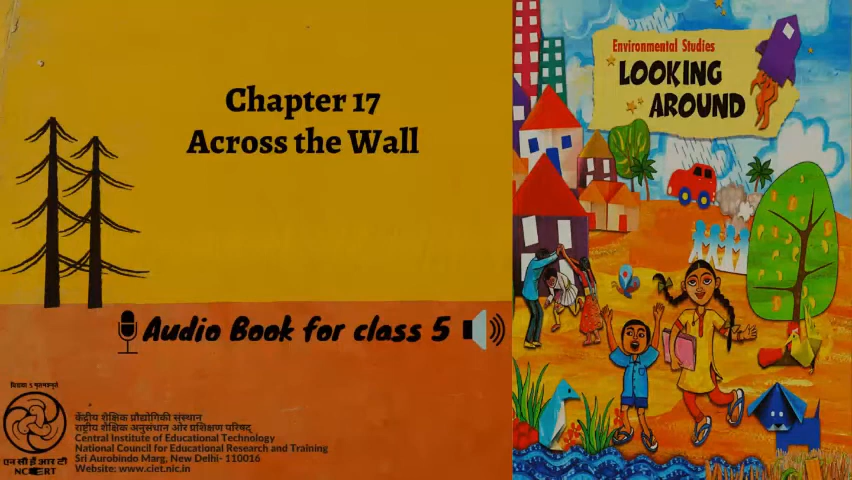 Chapter 17
Across the Wall
Audio Book for class 5
केंद्रीय शैक्षिक प्रौद्योगिकी संस्थान
राष्ट्रीय शैक्षिक अनुसंधान और प्रशिक्षण परिषद्
Central Institute of Educational Technology
National Council for Educational Research and Training
Sri Aurobindo Marg, New Delhi- 110016
Website: www.ciet.nic.in
एन सी ई आर टी
NCERT
Environmental Studies
LOOKING
AROUND